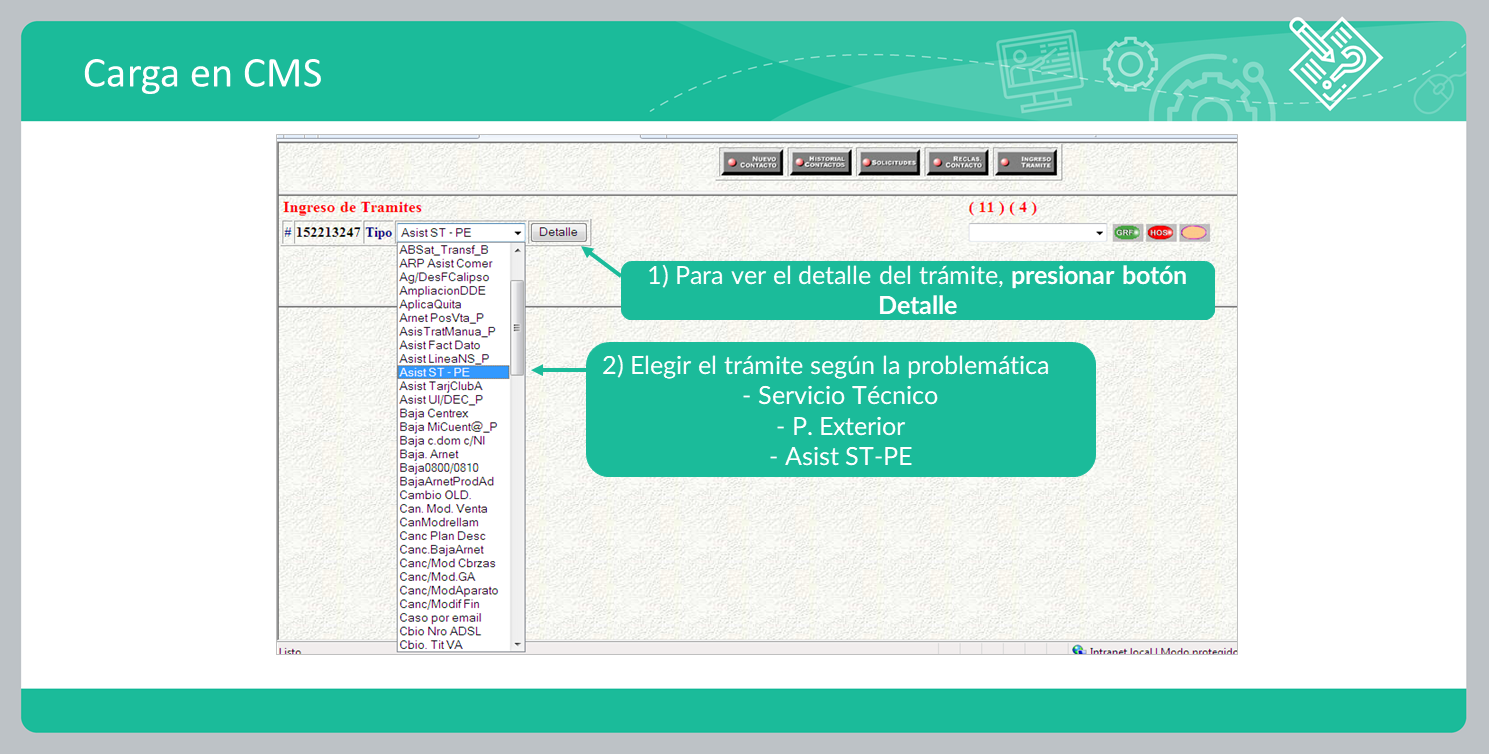 Carga en CMS
NUEVO CONTACTO
HISTORIAL CONTACTOS
SOLICITUDES
RECLAS. CONTACTO
INGRESO TRAMITE
Ingreso de Tramites
( 11 ) ( 4 )
# 152213247 Tipo Asist ST - PE Detalle
GRF HOS
ABSat_Transf_B
ARP Asist Comer
Ag/DesFCalipso
AmpliacionDDE
AplicaQuita
Arnet PosVta_P
AsisTratManua_P
Asist Fact Dato
Asist LineaNS_P
Asist ST - PE
Asist TarjClubA
Asist UI/DEC_P
Baja Centrex
Baja MiCuent@_P
Baja c.dom c/NI
Baja. Arnet
Baja0800/0810
BajaArnetProdAd
Cambio OLD.
Can. Mod. Venta
CanModrellam
Canc Plan Desc
Canc.BajaArnet
Canc/Mod Cbrzas
Canc/Mod.GA
Canc/ModAparato
Canc/Modif Fin
Caso por email
Cbio Nro ADSL
Cbio. Tit VA
1) Para ver el detalle del trámite, presionar botón
Detalle
2) Elegir el trámite según la problemática
- Servicio Técnico
- P. Exterior
- Asist ST-PE
Listo
Intranet local | Modo protegido